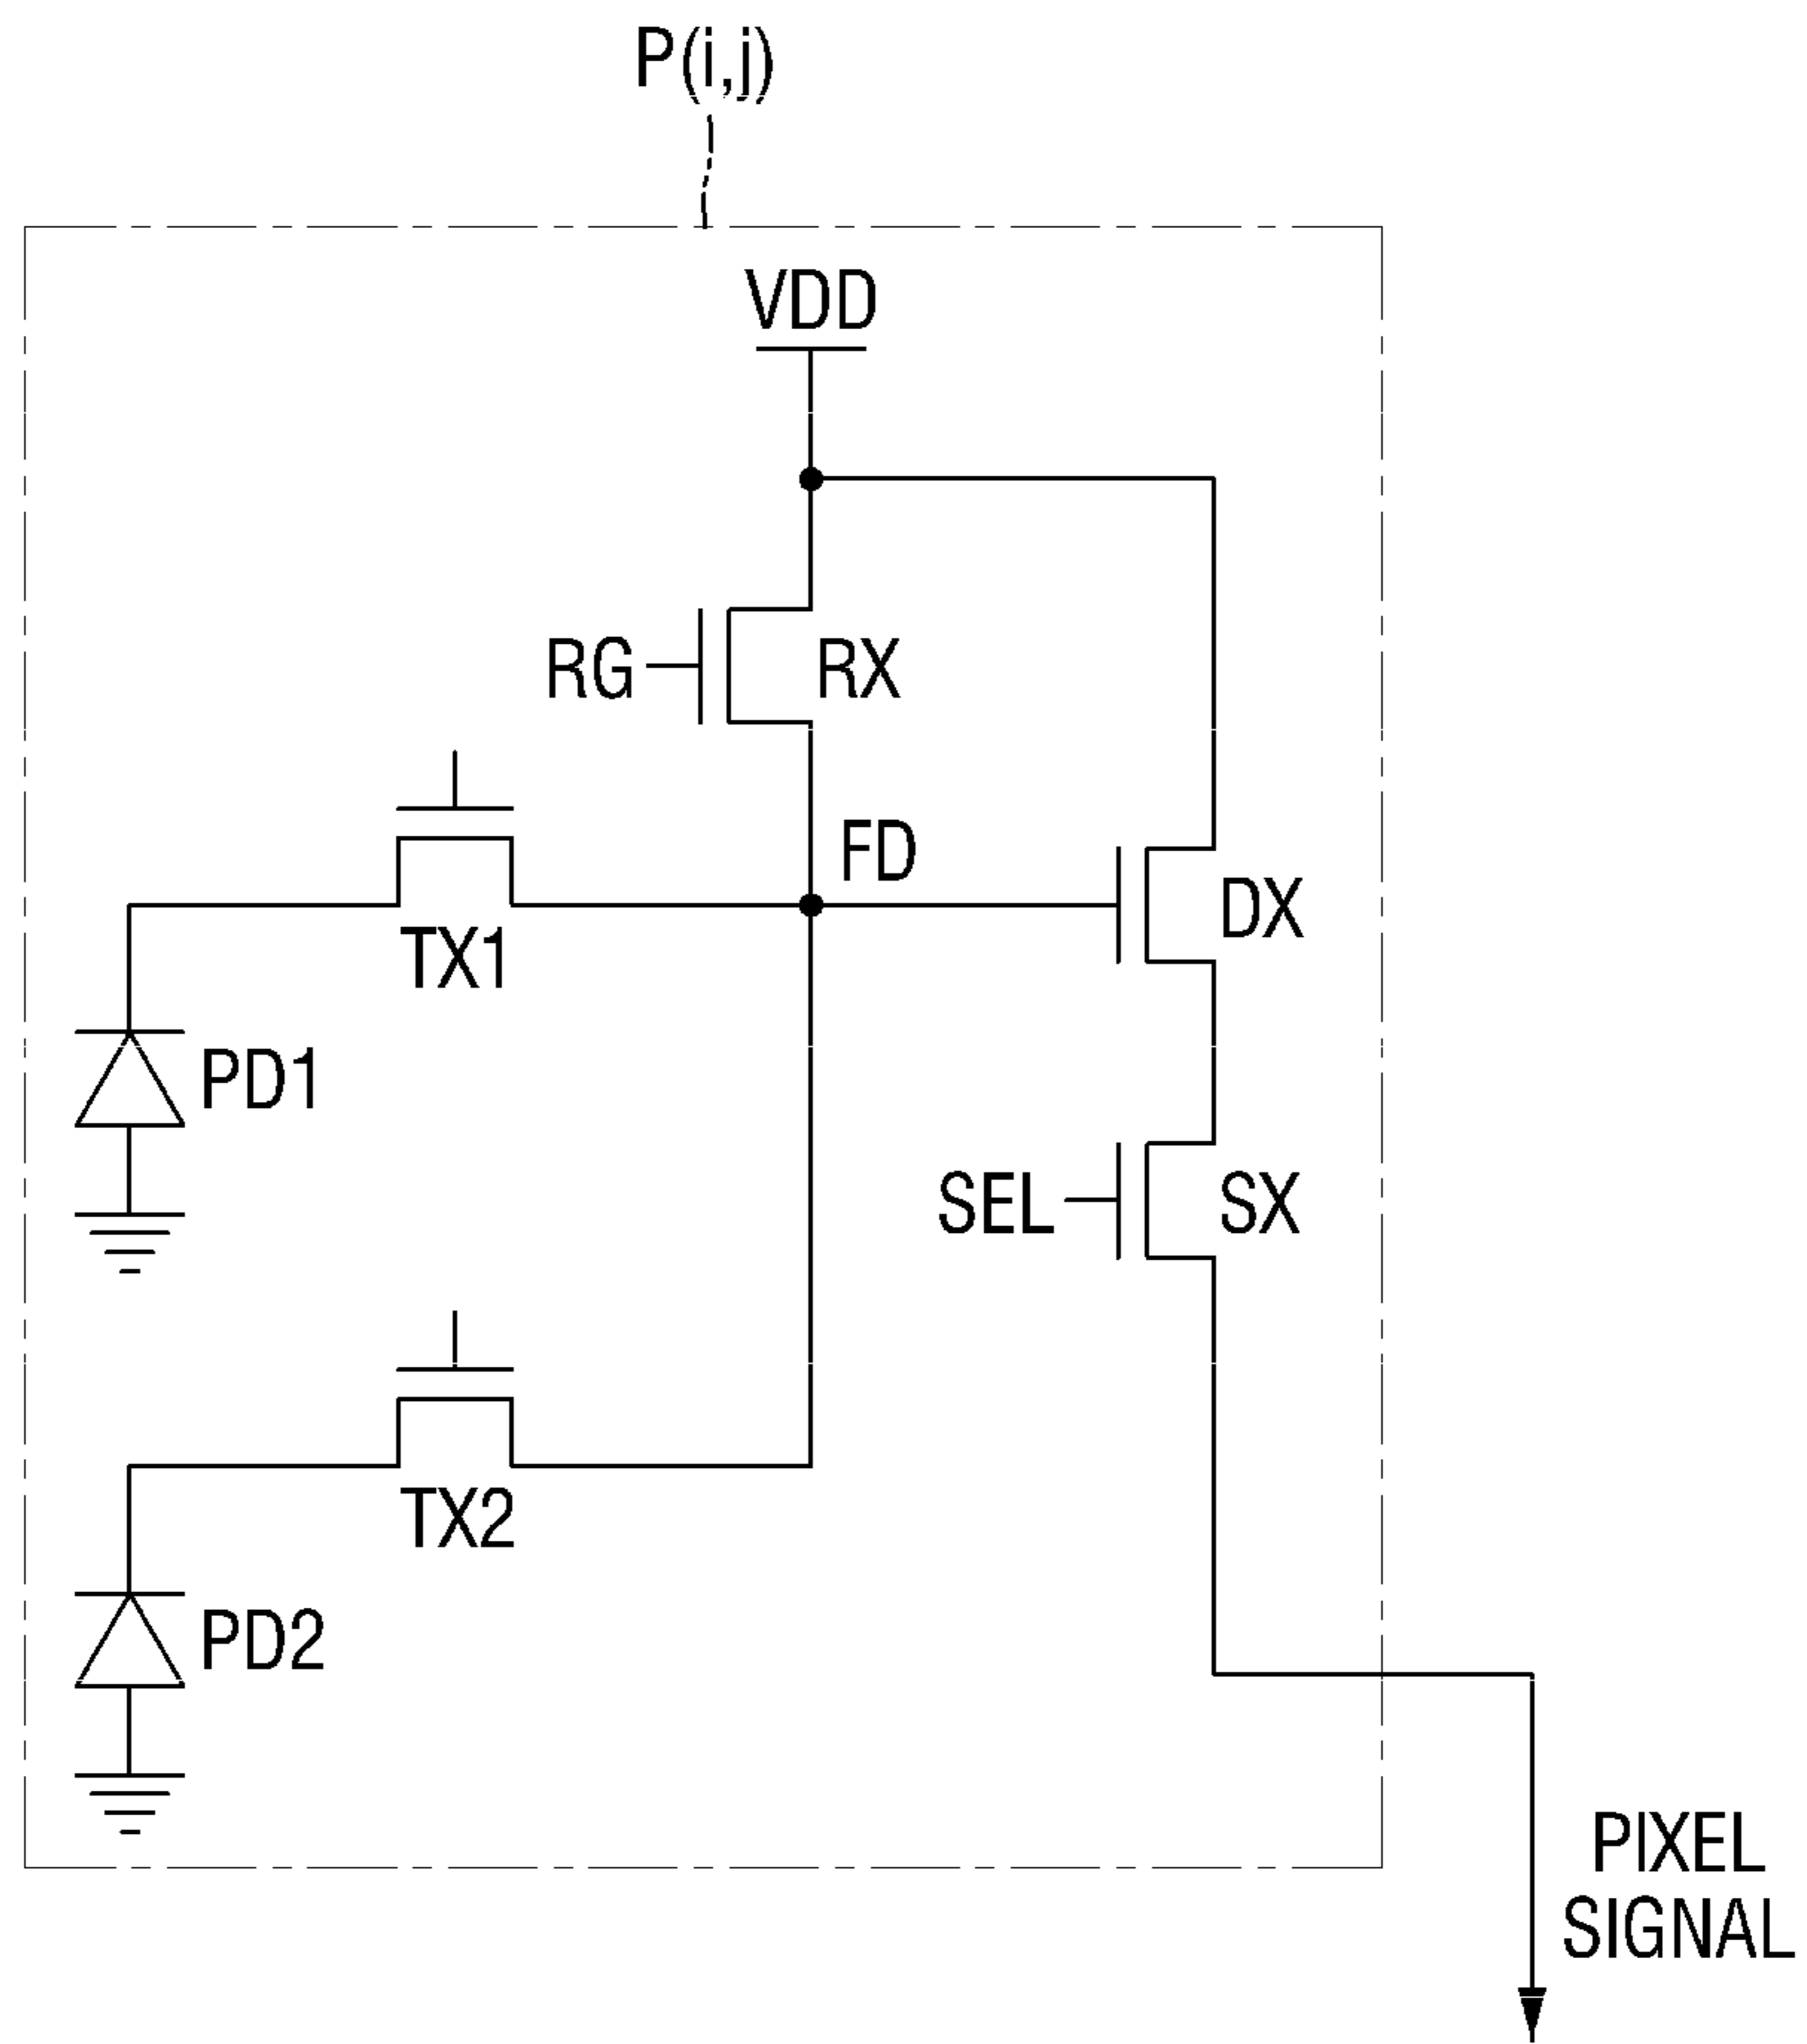 P(i,j)
VDD
RG
RX
FD
DX
TX1
PD1
SEL
SX
TX2
PD2
PIXEL
SIGNAL